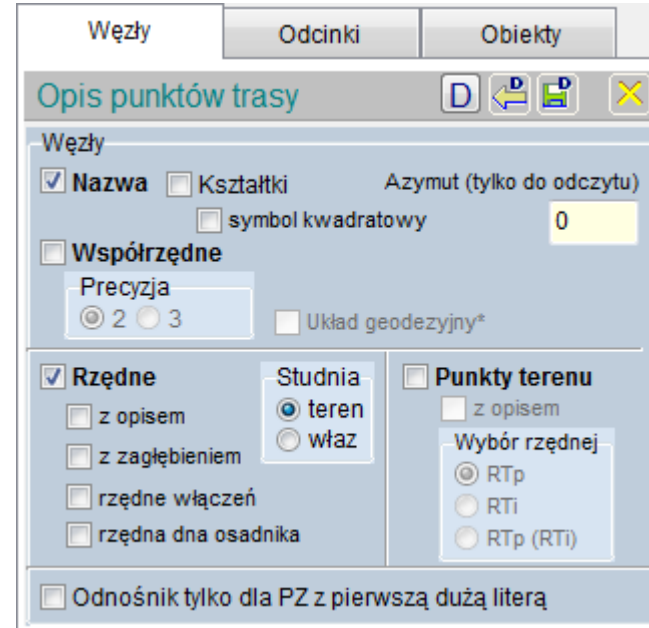 Węzły Odcinki Obiekty
Opis punktów trasy D D D
Węzły
Nazwa Kształtki Azymut (tylko do odczytu)
symbol kwadratowy 0
Współrzędne
Precyzja
2 3 Układ geodezyjny*
Rzędne Studnia Punkty terenu
z opisem teren z opisem
z zagłębieniem właz Wybór rzędnej
RTp
rzędne włączeń RTi
rzędna dna osadnika RTp (RTi)
Odnośnik tylko dla PZ z pierwszą dużą literą